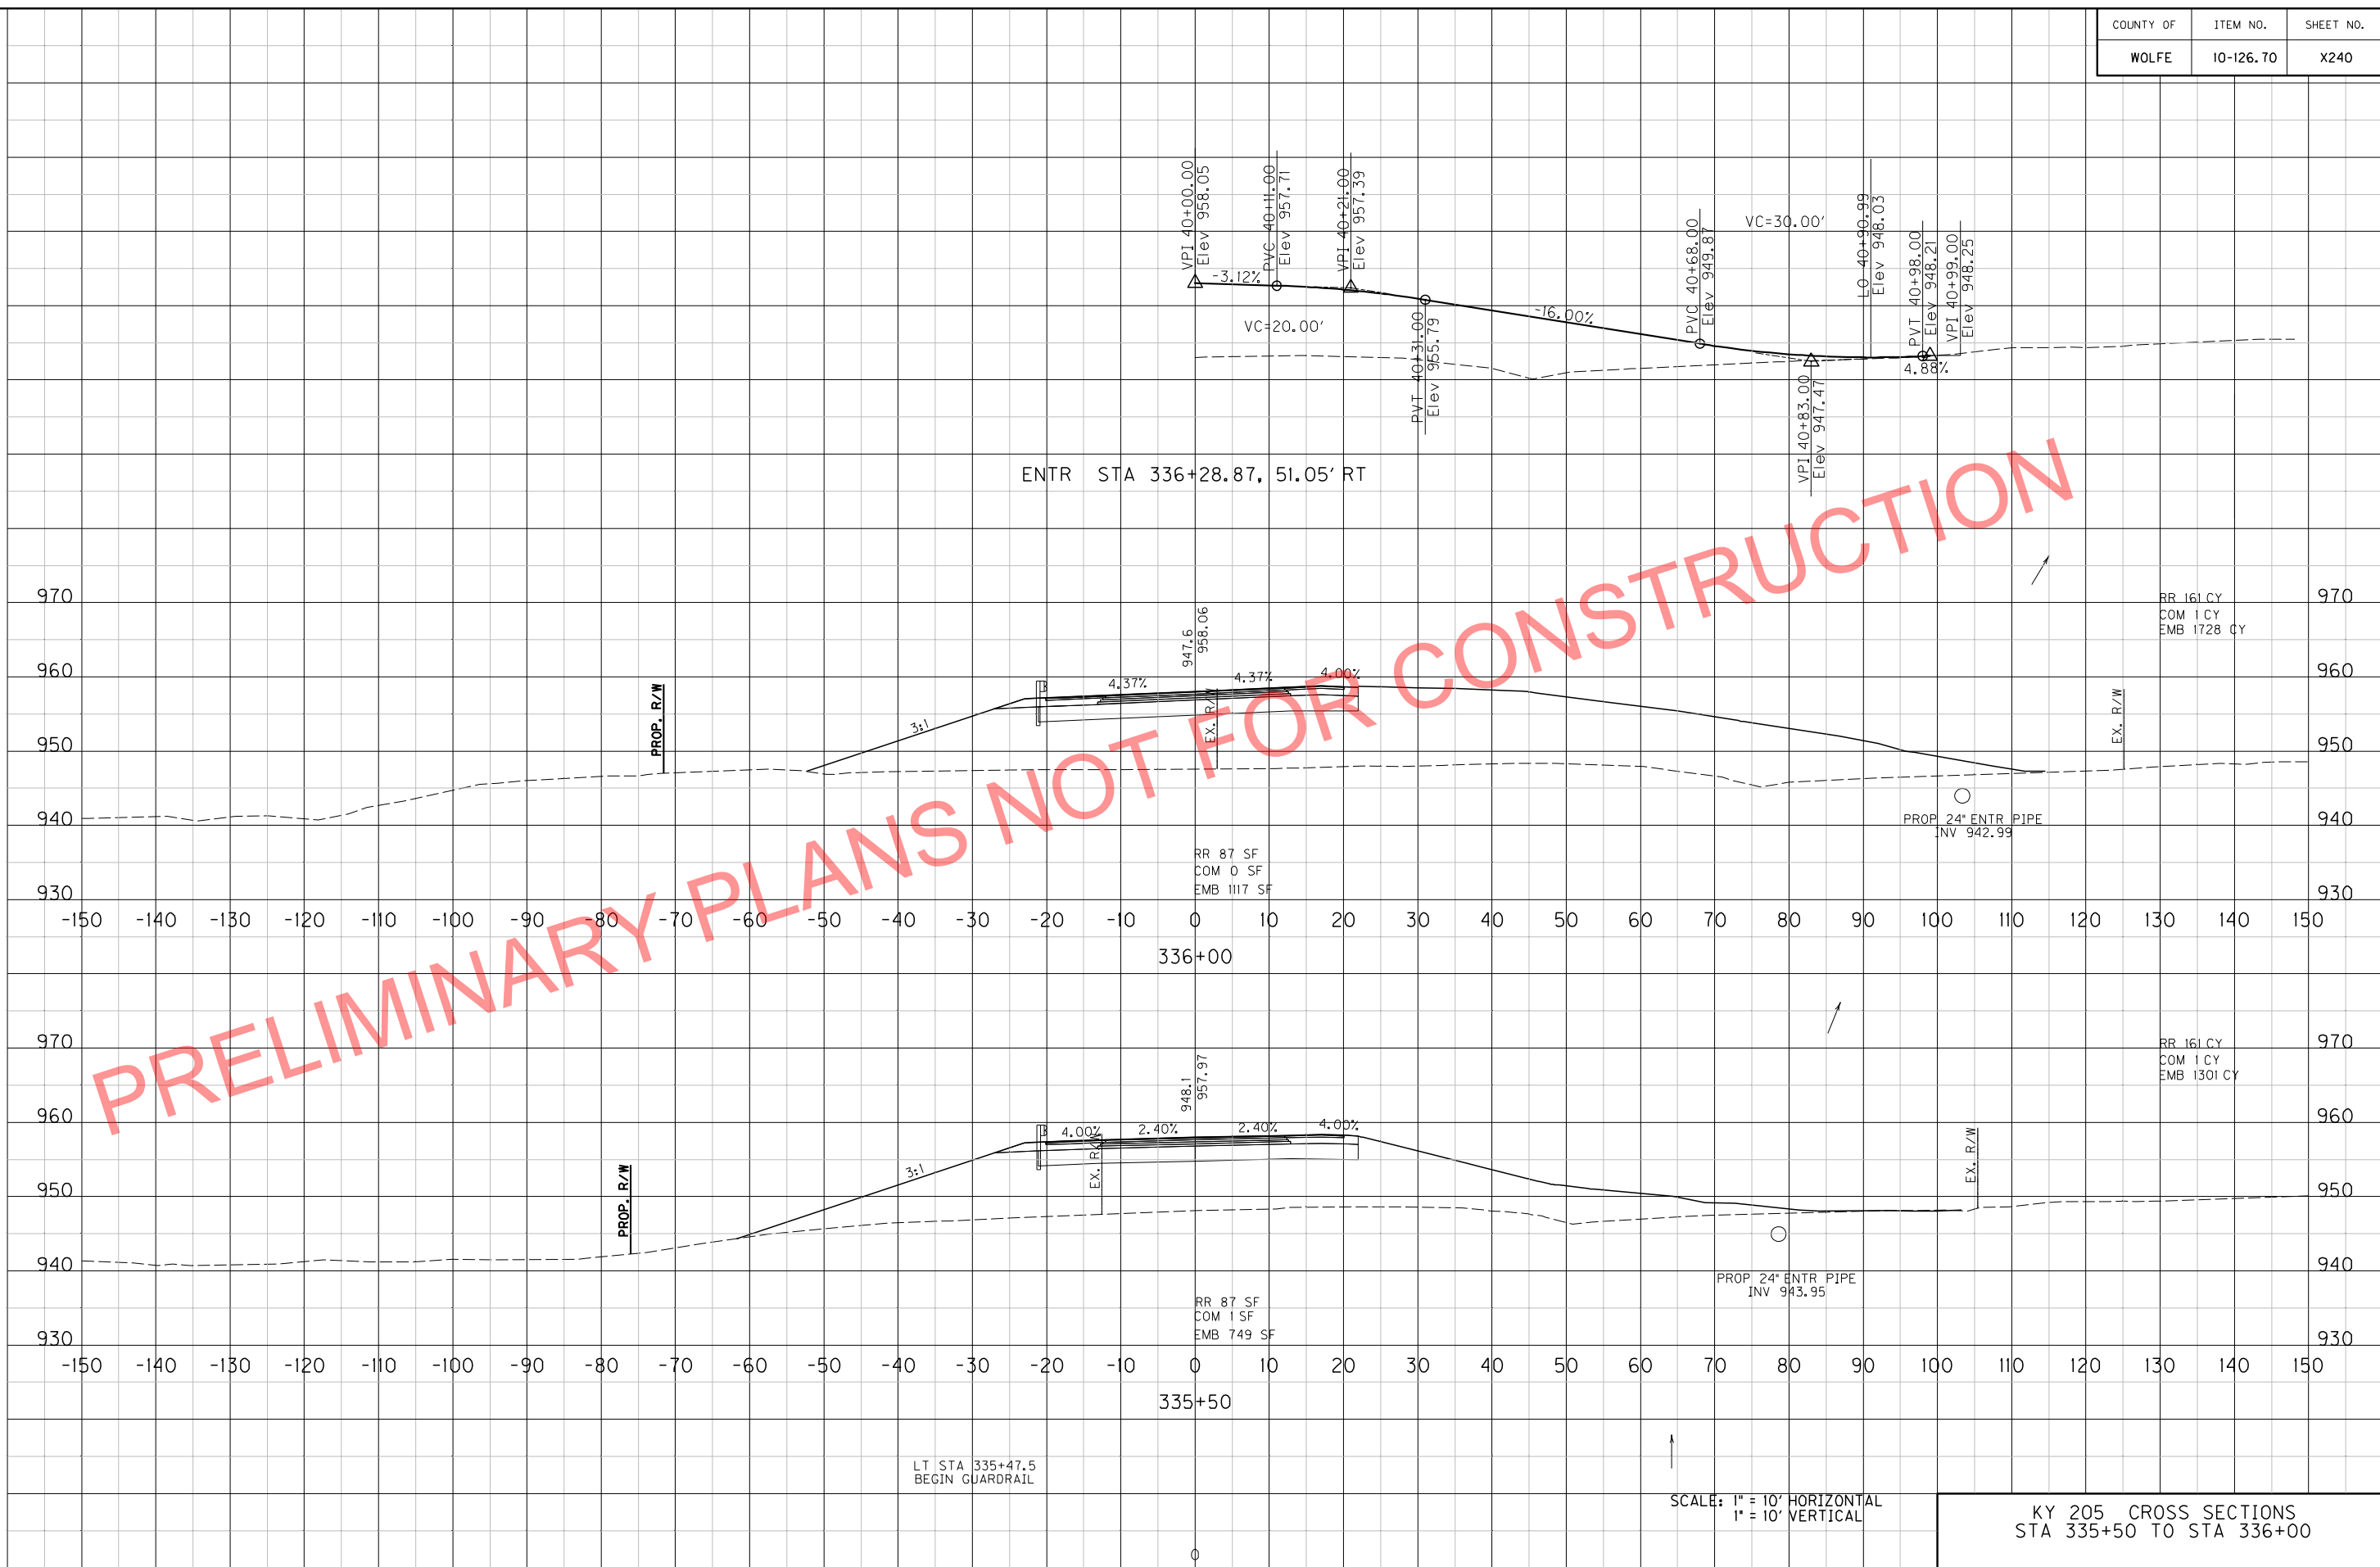 COUNTY OF ITEM NO. SHEET NO.
WOLFE 10-126.70 X240
VPI 40+00.00
Elev 958.05
-3.12%
PVC 40+11.00
Elev 957.71
VPI 40+21.00
Elev 957.39
VC=20.00'
PVT 40+31.00
Elev 955.79
-16.00%
PVC 40+68.00
Elev 949.87
VC=30.00'
VPI 40+83.00
Elev 947.47
LO 40+90.99
Elev 948.03
PVT 40+98.00
Elev 948.21
VPI 40+99.00
Elev 948.25
4.88%
ENTR STA 336+28.87, 51.05' RT
PRELIMINARY PLANS NOT FOR CONSTRUCTION
970 970
960 960
950 950
940 940
930 930
RR 161 CY
COM 1 CY
EMB 1728 CY
947.6
958.06
PROP. R/W
3:1
4.37% 4.37% 4.00%
EX. R/W
EX. R/W
PROP 24" ENTR PIPE
INV 942.99
RR 87 SF
COM 0 SF
EMB 1117 SF
-150 -140 -130 -120 -110 -100 -90 -80 -70 -60 -50 -40 -30 -20 -10 0 10 20 30 40 50 60 70 80 90 100 110 120 130 140 150
336+00
970 970
960 960
950 950
940 940
930 930
RR 161 CY
COM 1 CY
EMB 1301 CY
948.1
957.97
PROP. R/W
3:1
4.00% 2.40% 2.40% 4.00%
EX. R/W
EX. R/W
PROP 24" ENTR PIPE
INV 943.95
RR 87 SF
COM 1 SF
EMB 749 SF
-150 -140 -130 -120 -110 -100 -90 -80 -70 -60 -50 -40 -30 -20 -10 0 10 20 30 40 50 60 70 80 90 100 110 120 130 140 150
335+50
LT STA 335+47.5
BEGIN GUARDRAIL
SCALE: 1" = 10' HORIZONTAL
1" = 10' VERTICAL
KY 205 CROSS SECTIONS
STA 335+50 TO STA 336+00
0